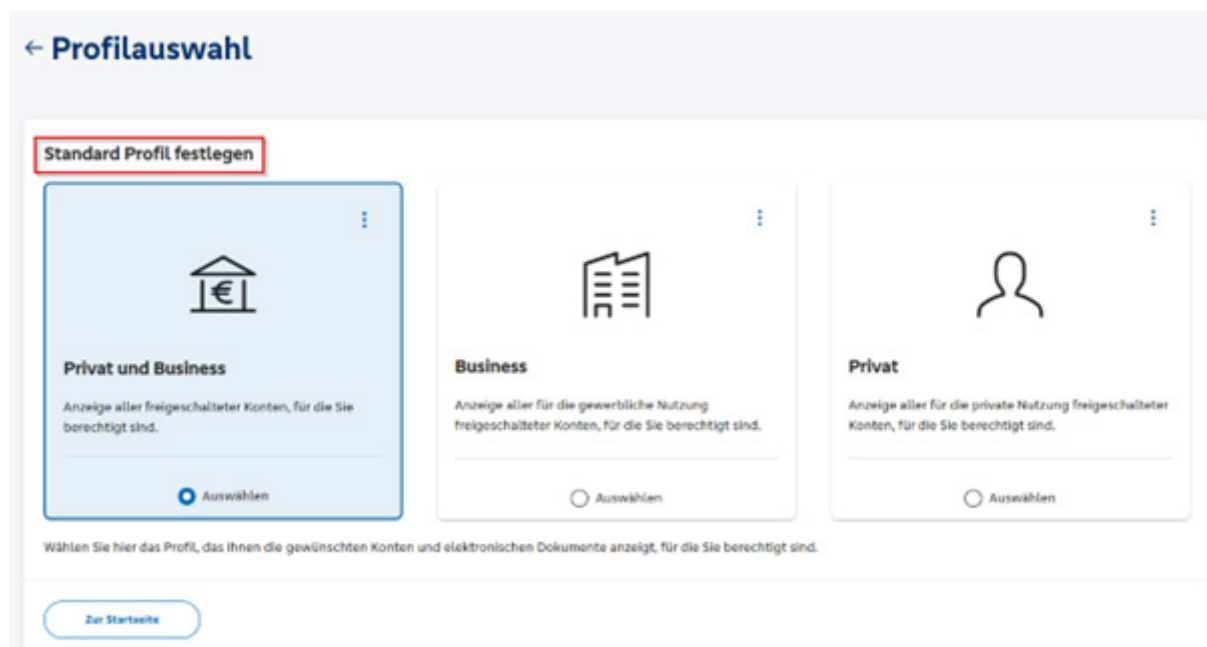 ← Profilauswahl
Standard Profil festlegen
€
Privat und Business
Anzeige aller freigeschalteter Konten, für die Sie
berechtigt sind.
Auswählen
Business
Anzeige aller für die gewerbliche Nutzung
freigeschalteter Konten, für die Sie berechtigt sind.
Auswählen
Privat
Anzeige aller für die private Nutzung freigeschalteter
Konten, für die Sie berechtigt sind.
Auswählen
Wählen Sie hier das Profil, das Ihnen die gewünschten Konten und elektronischen Dokumente anzeigt, für die Sie berechtigt sind.
Zur Startseite